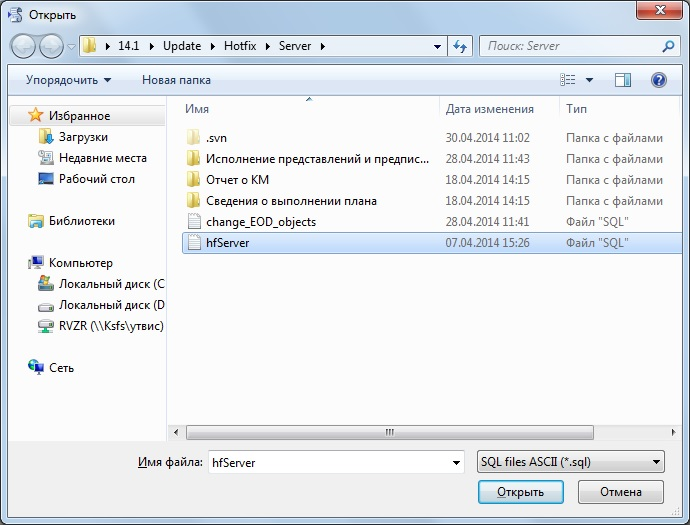 Открыть
14.1 Update Hotfix Server
Поиск: Server
Упорядочить Новая папка
Избранное
Загрузки
Недавние места
Рабочий стол
Библиотеки
Компьютер
Локальный диск (C
Локальный диск (D
RVZR (\\Ksfs\утвис)
Сеть
Имя Дата изменения Тип
.svn 30.04.2014 11:02 Папка с файлами
Исполнение представлений и предпис... 28.04.2014 11:43 Папка с файлами
Отчет о КМ 18.04.2014 14:15 Папка с файлами
Сведения о выполнении плана 18.04.2014 14:15 Папка с файлами
change_EOD_objects 28.04.2014 11:41 Файл "SQL"
hfServer 07.04.2014 15:26 Файл "SQL"
Имя файла: hfServer SQL files ASCII (*.sql)
Открыть Отмена